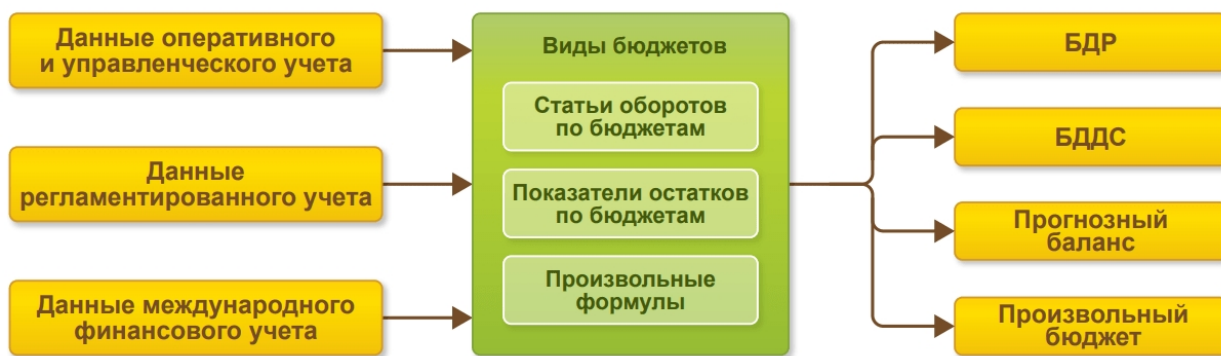 Данные оперативного
и управленческого учета
Данные
регламентированного учета
Данные международного
финансового учета
Виды бюджетов
Статьи оборотов
по бюджетам
Показатели остатков
по бюджетам
Произвольные
формулы
БДР
БДДС
Прогнозный
баланс
Произвольный
бюджет